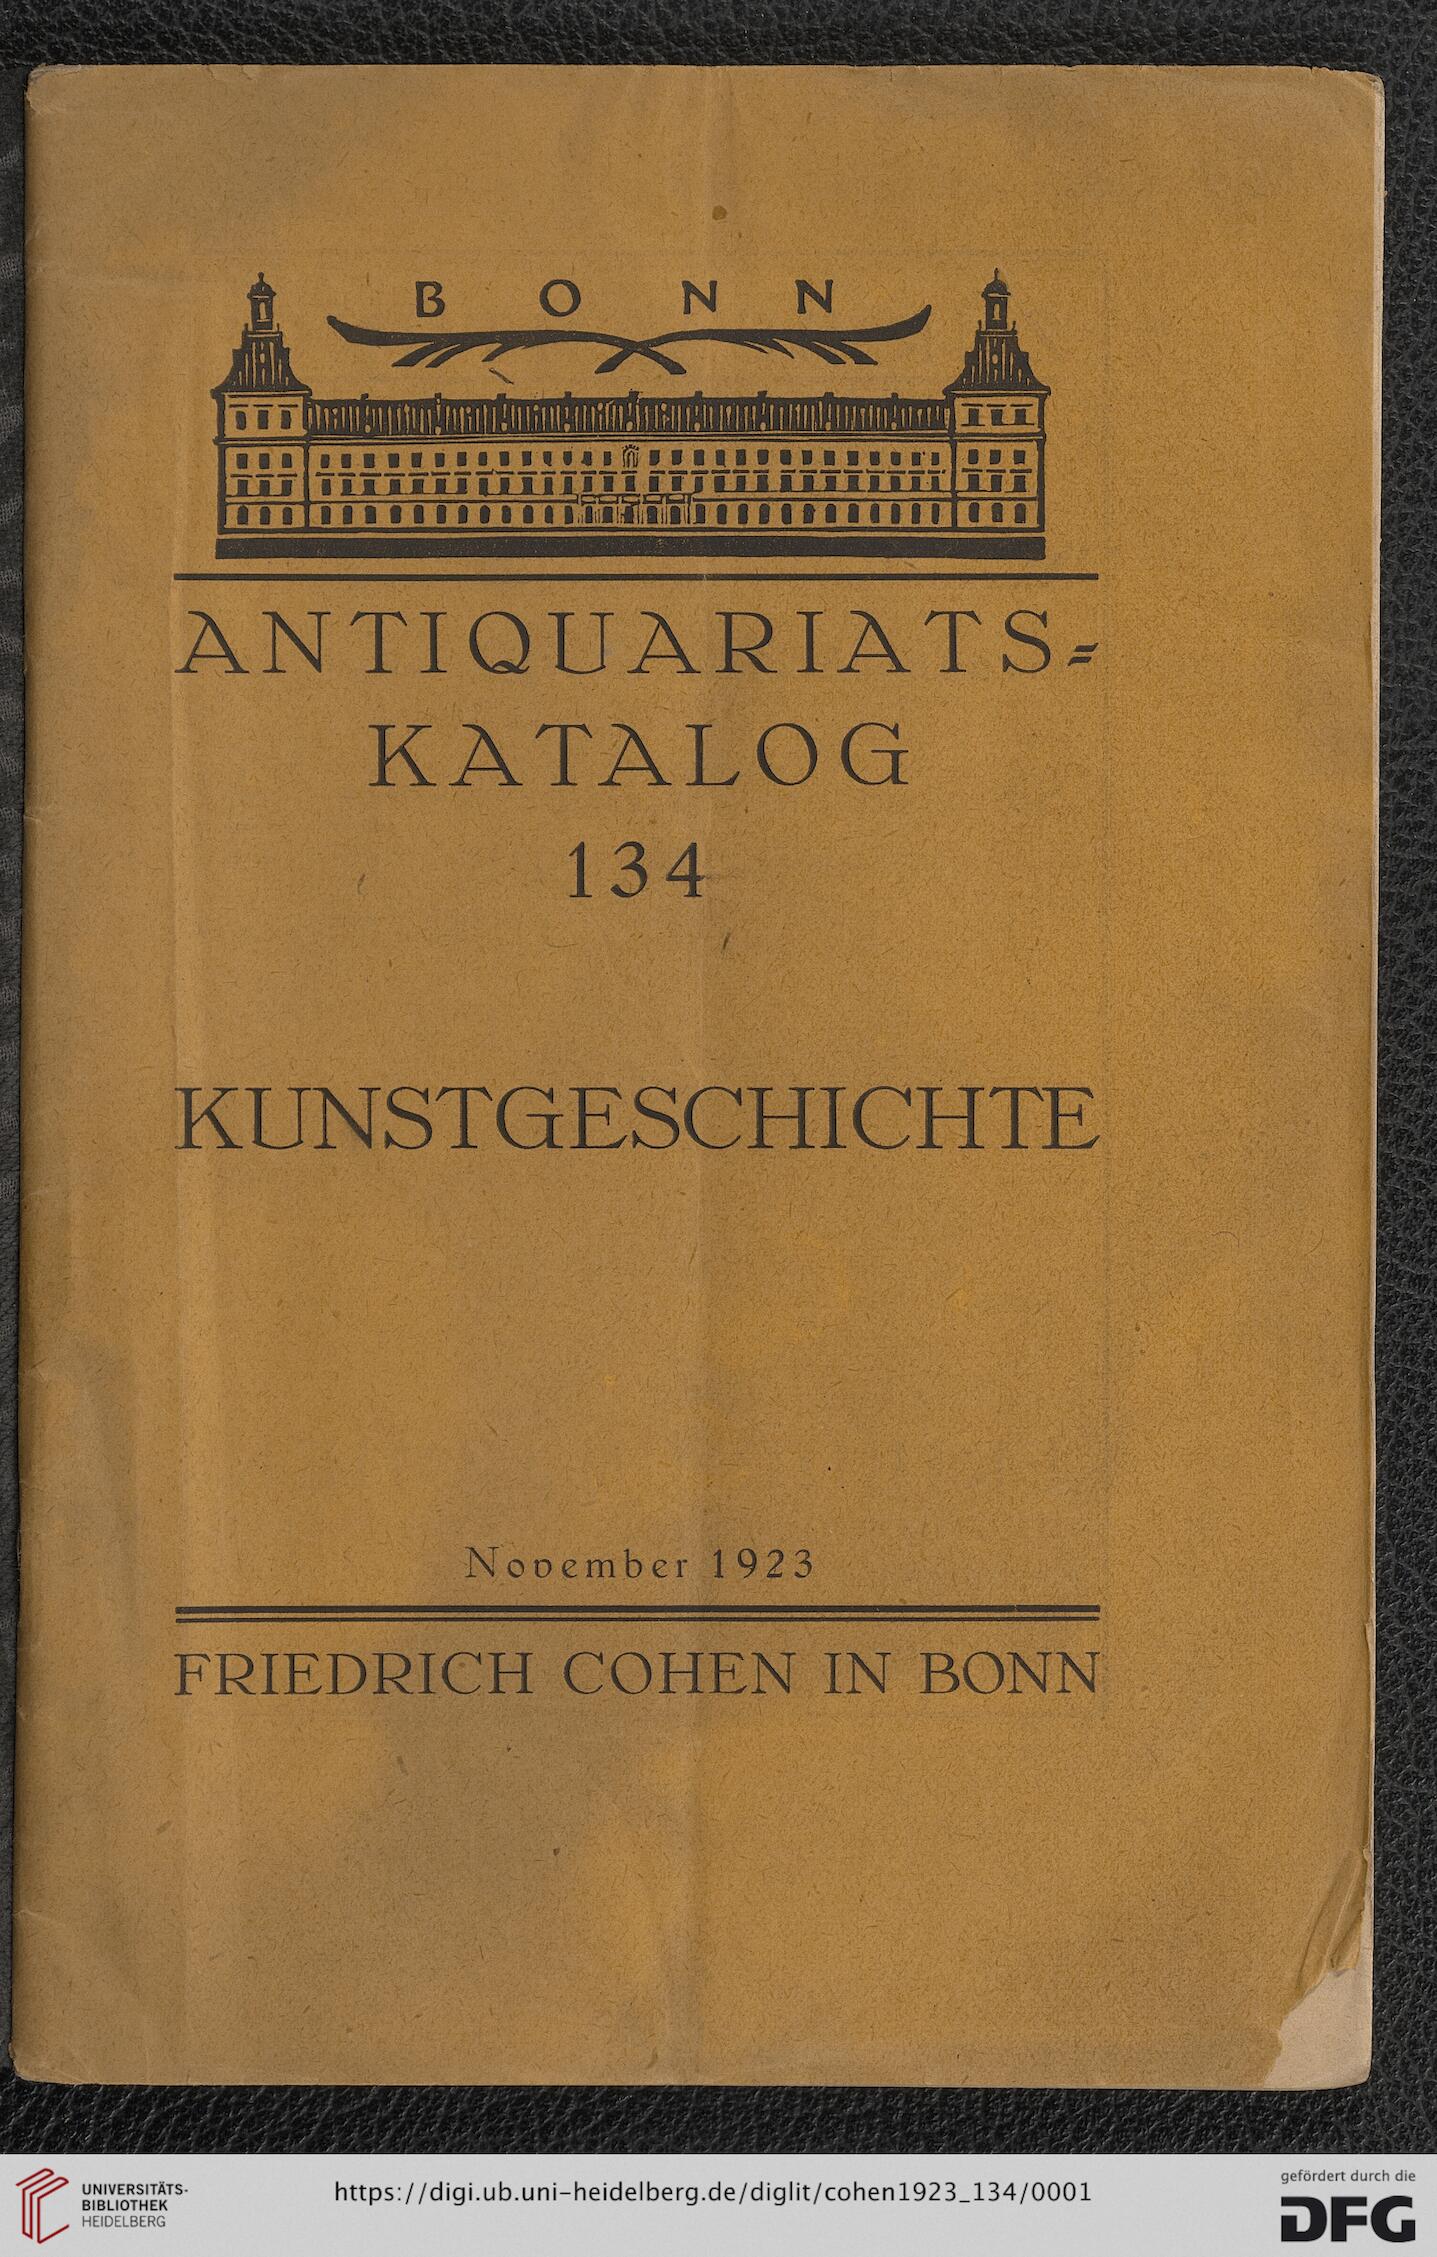 BONN
ANTIQUARIATS=
KATALOG
134
KUNSTGESCHICHTE
November 1923
FRIEDRICH COHEN IN BONN
UNIVERSITÄTS-
BIBLIOTHEK
HEIDELBERG
https://digi.ub.uni-heidelberg.de/diglit/cohen1923_134/0001
gefördert durch die
DFG